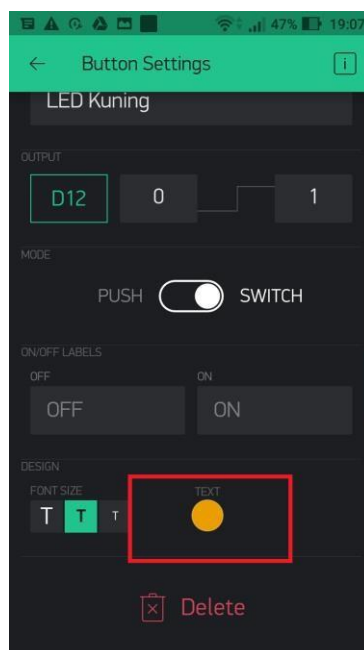 47% 19:07
← Button Settings i
LED Kuning
OUTPUT
D12 0 1
MODE
PUSH SWITCH
ON/OFF LABELS
OFF ON
OFF ON
DESIGN
FONT SIZE TEXT
T T T
Delete